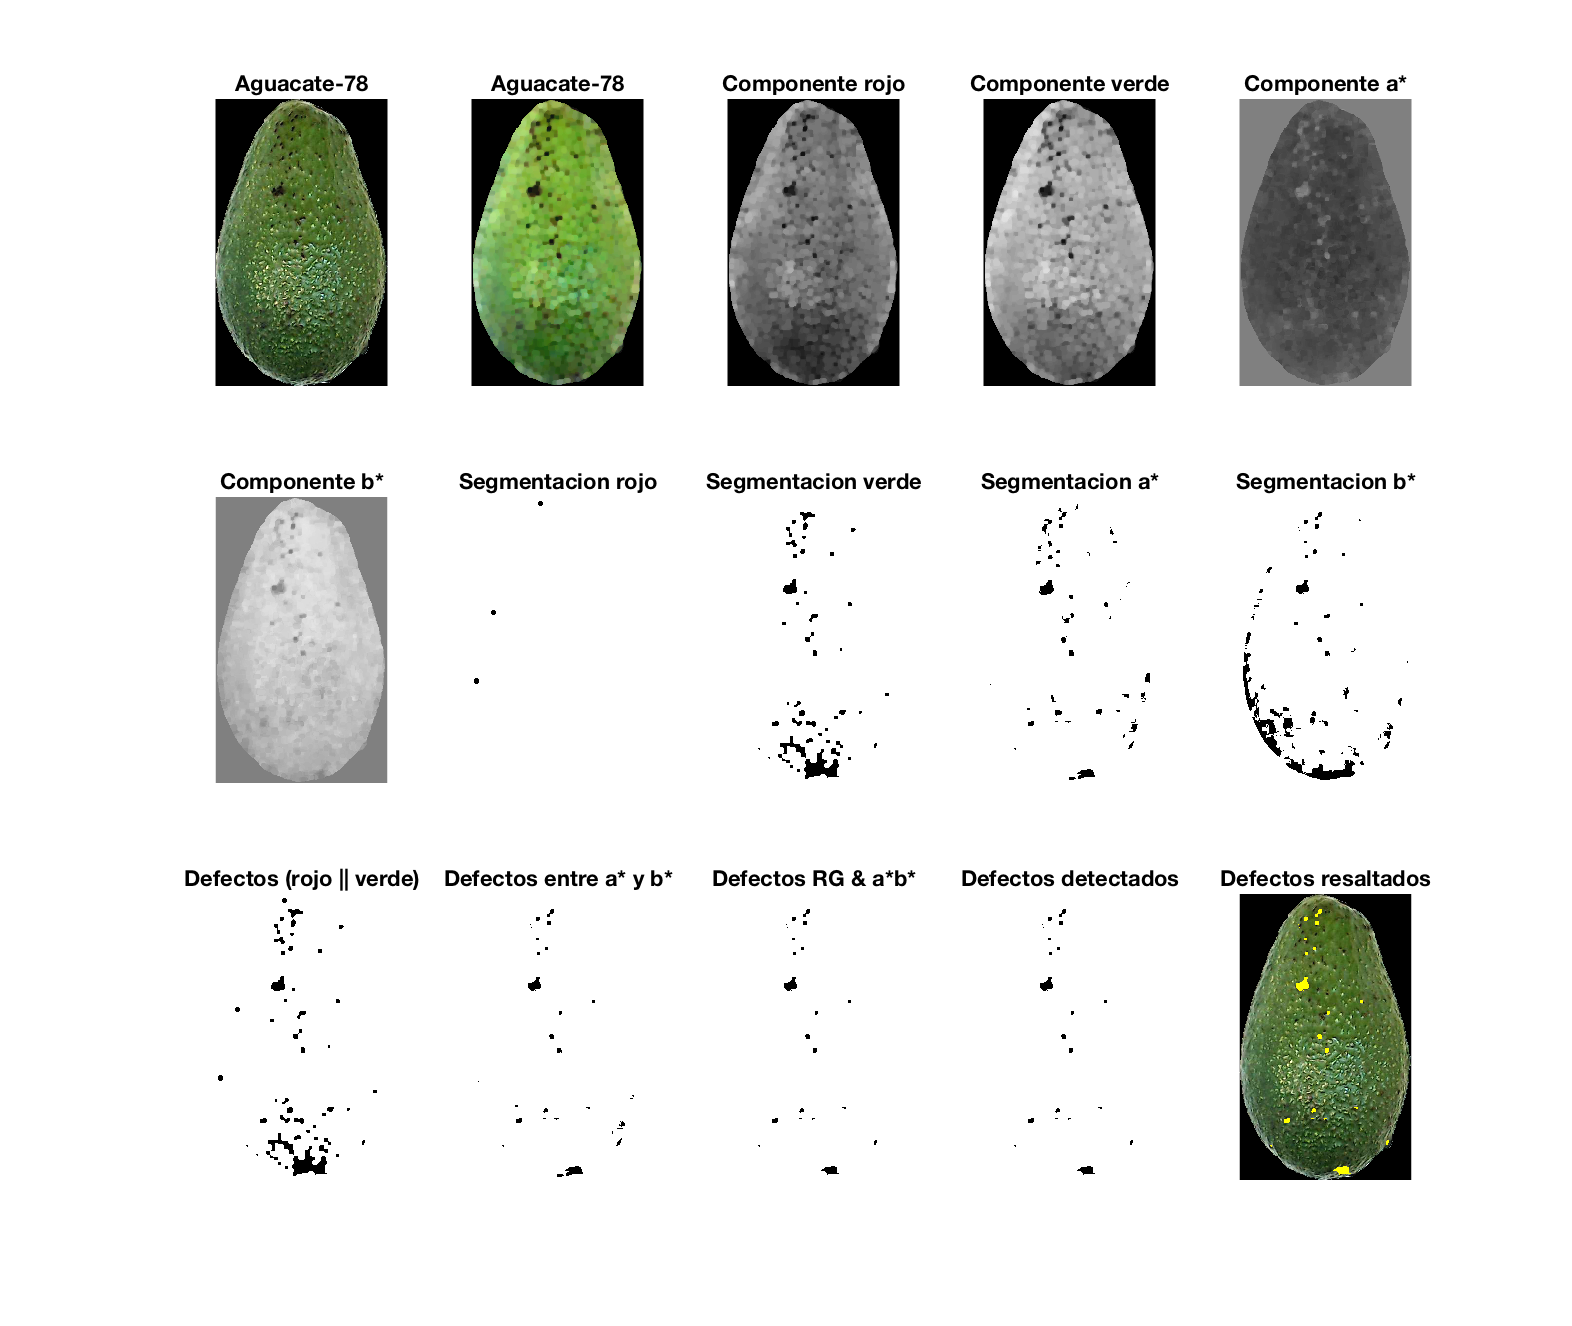 Aguacate-78
Aguacate-78
Componente rojo
Componente verde
Componente a*
Componente b*
Segmentacion rojo
Segmentacion verde
Segmentacion a*
Segmentacion b*
Defectos (rojo || verde)
Defectos entre a* y b*
Defectos RG & a*b*
Defectos detectados
Defectos resaltados